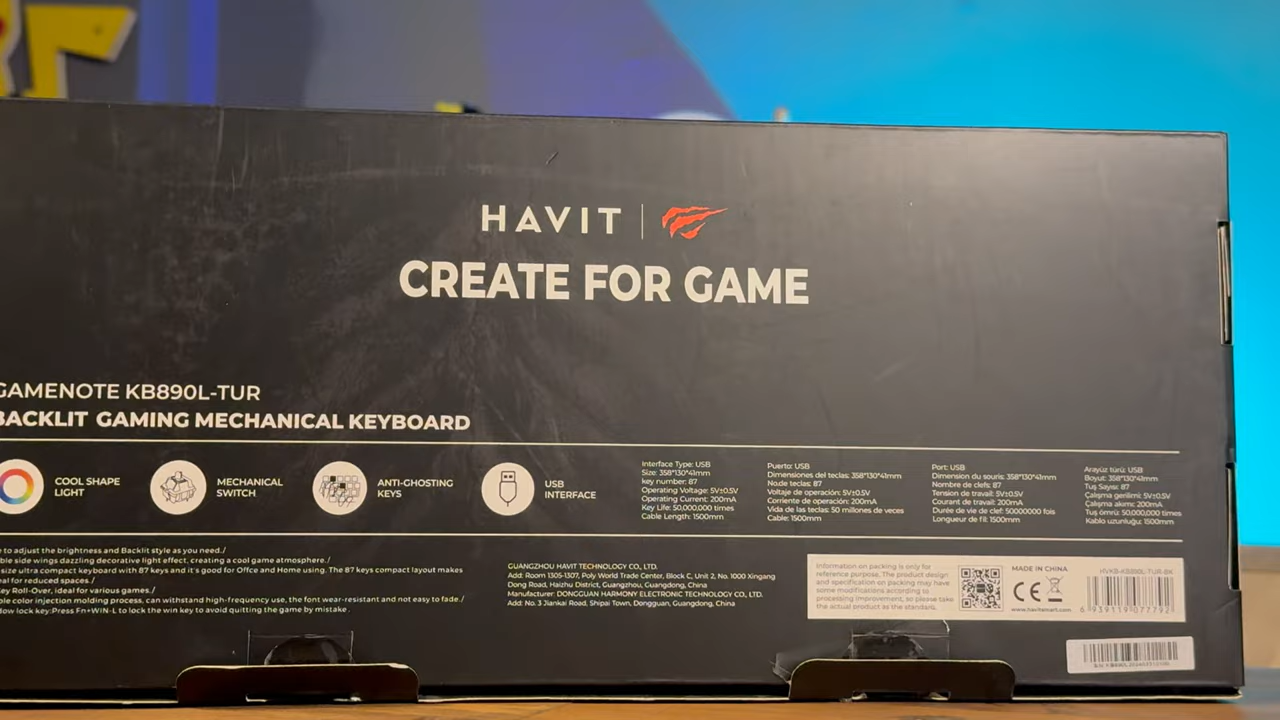 HAVIT
CREATE FOR GAME
GAMENOTE KB890L-TUR
BACKLIT GAMING MECHANICAL KEYBOARD
COOL SHAPE
LIGHT
MECHANICAL
SWITCH
ANTI-GHOSTING
KEYS
USB
INTERFACE
Interface Type: USB
Size: 358*130*41mm
key number: 87
Operating Voltage: 5V±0.5V
Operating Current: 200mA
Key Life: 50,000,000 times
Cable Length: 1500mm
Puerto: USB
Dimensiones del teclas: 358*130*41mm
No.de teclas: 87
Voltaje de operación: 5V±0.5V
Corriente de operación: 200mA
Vida de las teclas: 50 millones de veces
Cable: 1500mm
Port: USB
Dimension du souris: 358*130*41mm
Nombre de clefs: 87
Tension de travail: 5V±0.5V
Courant de travail: 200mA
Durée de vie de clef: 50000000 fois
Longueur de fil: 1500mm
Arayüz türü: USB
Boyut: 358*130*41mm
Tuş Sayısı: 87
Çalışma gerilimi: 5V±0.5V
Çalışma akımı: 200mA
Tuş ömrü: 50,000,000 times
Kablo uzunluğu: 1500mm
to adjust the brightness and Backlit style as you need./
side wings dazzling decorative light effect, creating a cool game atmosphere./
size ultra compact keyboard with 87 keys and it's good for Offce and Home using. The 87 keys compact layout makes
for reduced spaces./
Roll-Over, ideal for various games./
color injection molding process, can withstand high-frequency use, the font wear-resistant and not easy to fade./
lock key:Press Fn+WIN-L to lock the win key to avoid quitting the game by mistake .
GUANGZHOU HAVIT TECHNOLOGY CO., LTD.
Add: Room 1305-1307, Poly World Trade Center, Block C, Unit 2, No. 1000 Xingang
Dong Road, Haizhu District, Guangzhou, Guangdong, China
Manufacturer: DONGGUAN HARMONY ELECTRONIC TECHNOLOGY CO., LTD.
Add: No. 3 Jiankai Road, Shipai Town, Dongguan, Guangdong, China
Information on packing is only for
reference purpose. The product design
and specification on packing may have
some modifications according to
processing improvement, so please take
the actual product as the standard.
MADE IN CHINA
CE
www.havitsmart.com
HVKB-KB890L-TUR-BK
6 939119 077792